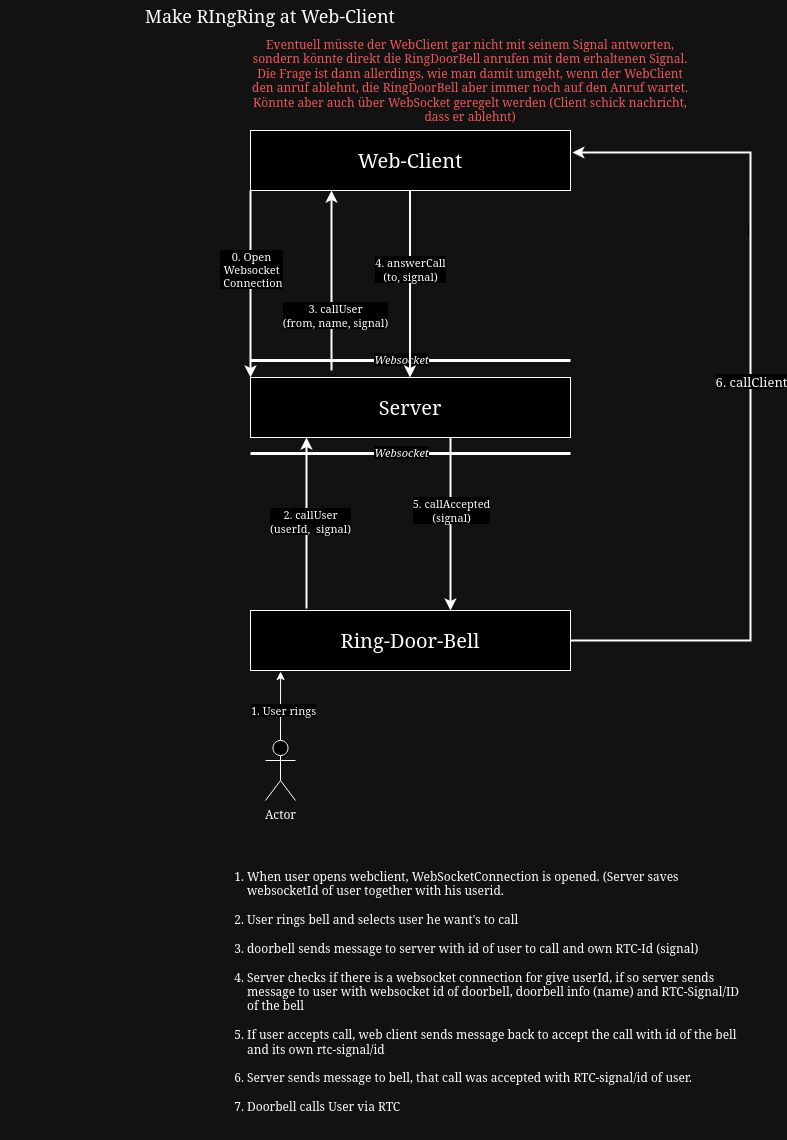 Make RIngRing at Web-Client
Eventuell müsste der WebClient gar nicht mit seinem Signal antworten,
sondern könnte direkt die RingDoorBell anrufen mit dem erhaltenen Signal.
Die Frage ist dann allerdings, wie man damit umgeht, wenn der WebClient
den anruf ablehnt, die RingDoorBell aber immer noch auf den Anruf wartet.
Könnte aber auch über WebSocket geregelt werden (Client schick nachricht,
dass er ablehnt)
Web-Client
0. Open
Websocket
Connection
4. answerCall
(to, signal)
3. callUser
(from, name, signal)
Websocket
6. callClient
Server
Websocket
2. callUser
(userId,  signal)
5. callAccepted
(signal)
Ring-Door-Bell
1. User rings
Actor
1. When user opens webclient, WebSocketConnection is opened. (Server saves
websocketId of user together with his userid.
2. User rings bell and selects user he want's to call
3. doorbell sends message to server with id of user to call and own RTC-Id (signal)
4. Server checks if there is a websocket connection for give userId, if so server sends
message to user with websocket id of doorbell, doorbell info (name) and RTC-Signal/ID
of the bell
5. If user accepts call, web client sends message back to accept the call with id of the bell
and its own rtc-signal/id
6. Server sends message to bell, that call was accepted with RTC-signal/id of user.
7. Doorbell calls User via RTC